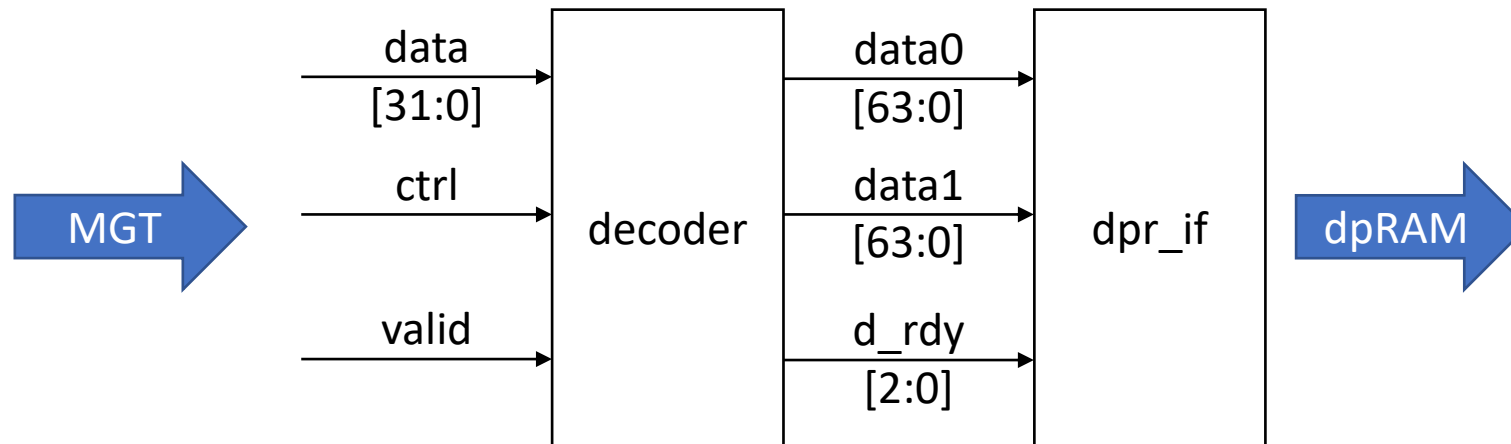 MGT
data
[31:0]
ctrl
valid
decoder
data0
[63:0]
data1
[63:0]
d_rdy
[2:0]
dpr_if
dpRAM